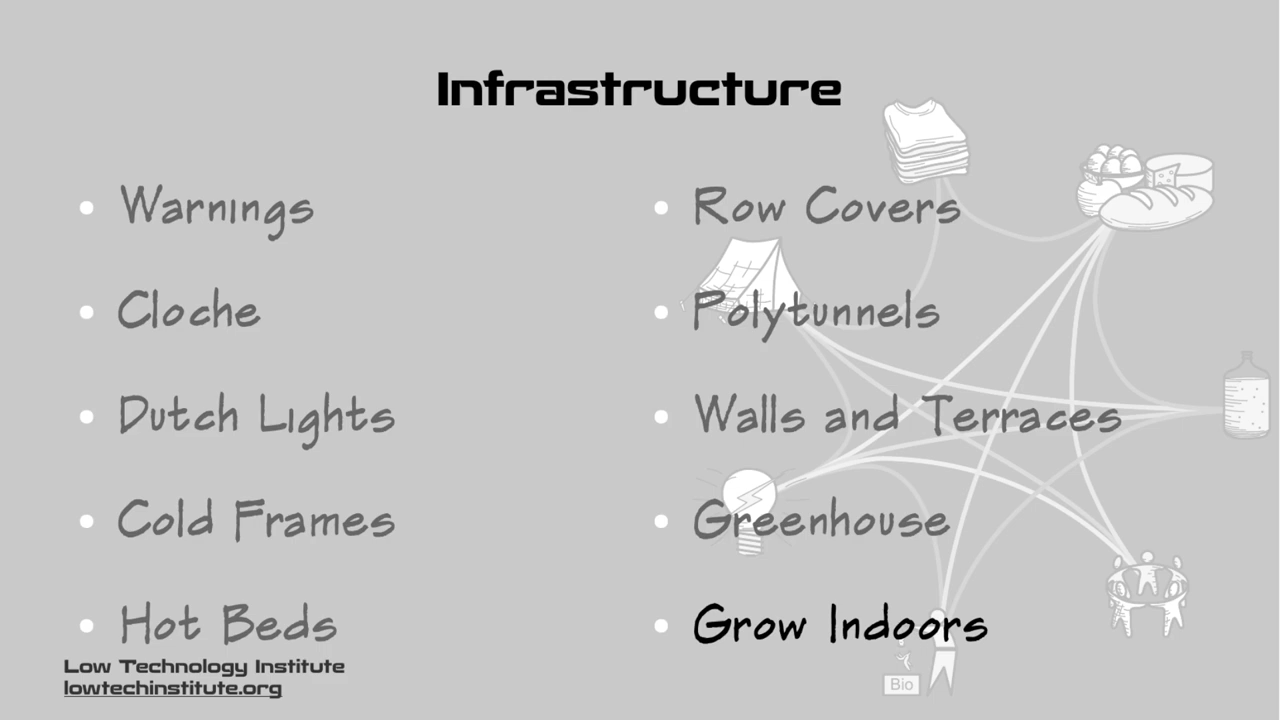 Infrastructure
Warnings
Cloche
Dutch Lights
Cold Frames
Hot Beds
Row Covers
Polytunnels
Walls and Terraces
Greenhouse
Grow Indoors
Low Technology Institute
lowtechinstitute.org
Bio